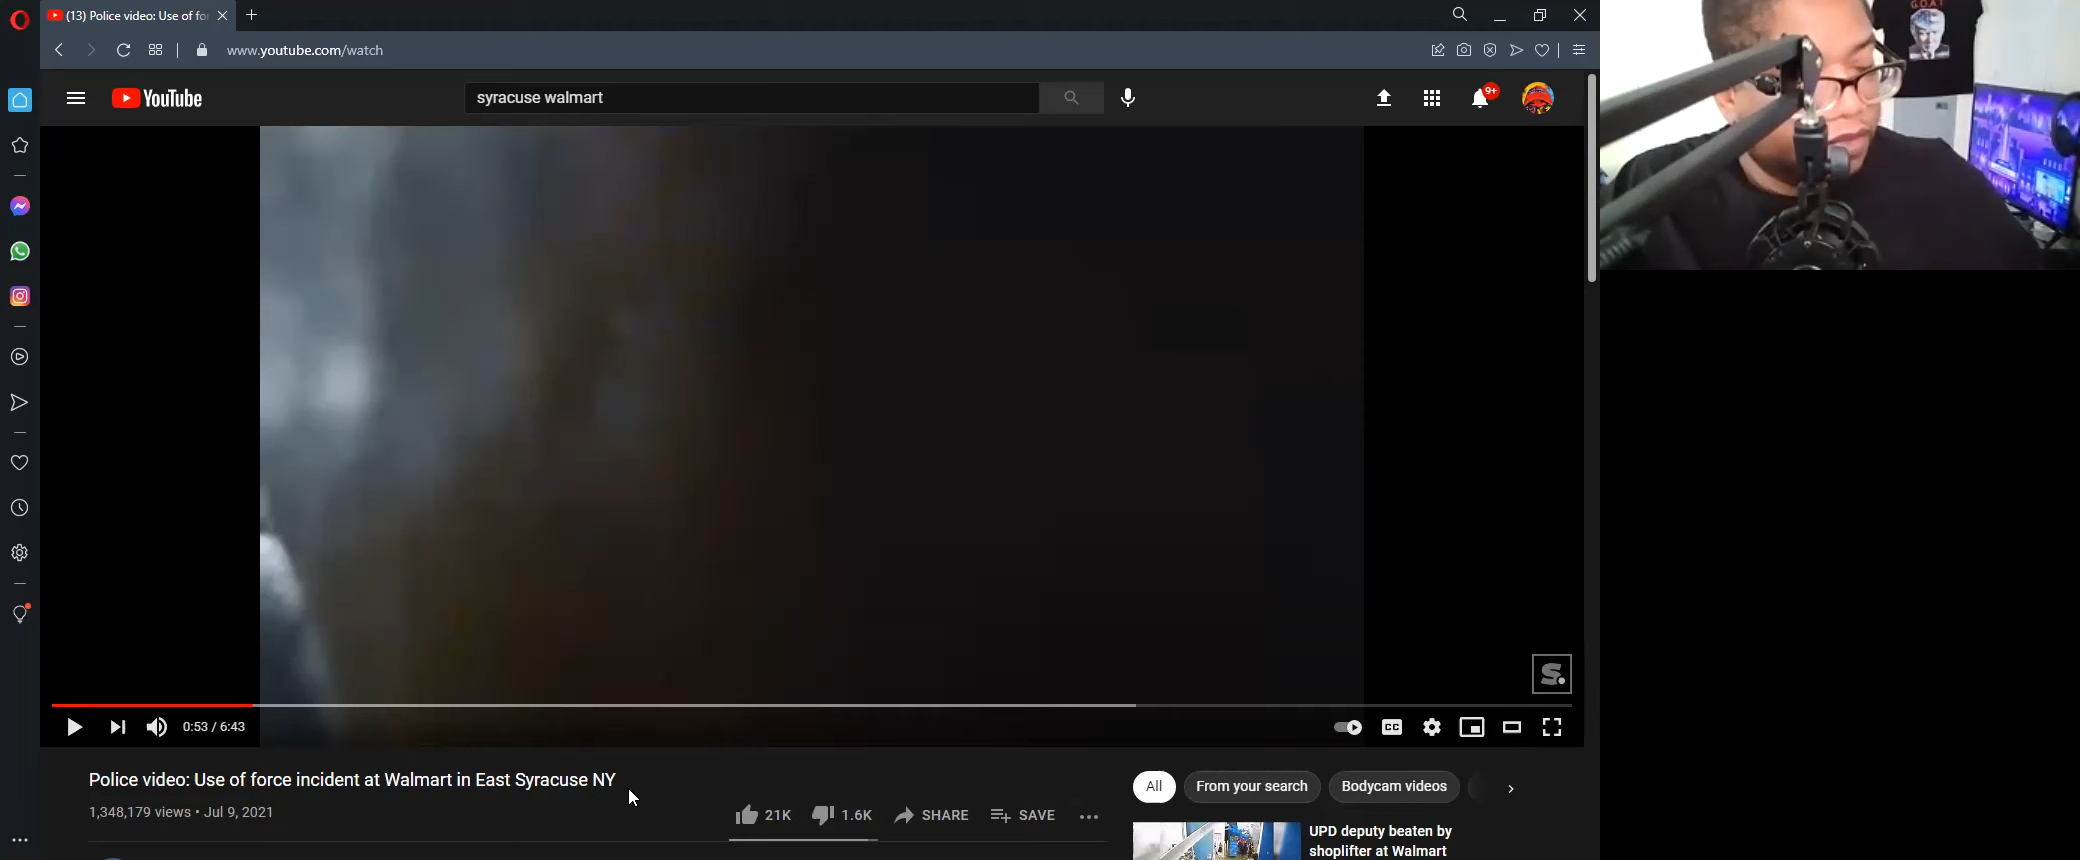 (13) Police video: Use of fo
www.youtube.com/watch
YouTube
syracuse walmart
9+
G.O.A.T
S.
0:53 / 6:43
CC
Police video: Use of force incident at Walmart in East Syracuse NY
1,348,179 views • Jul 9, 2021
21K
1.6K
SHARE
SAVE
All
From your search
Bodycam videos
UPD deputy beaten by
shoplifter at Walmart